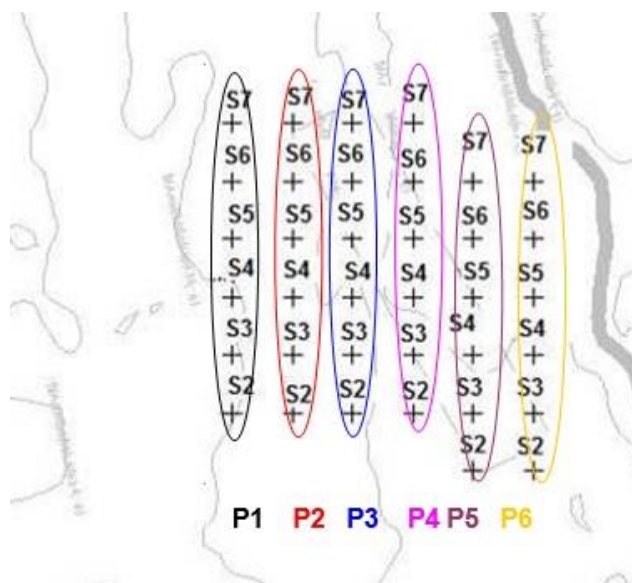 S7 S7 S7 S7
S7 S7
S6 S6 S6 S6
S5 S5 S5 S5 S6 S6
S4 S4 S4 S4 S5 S5
S3 S3 S3 S3 S4 S4
S2 S2 S2 S2 S3 S3
S2 S2
P1 P2 P3 P4 P5 P6